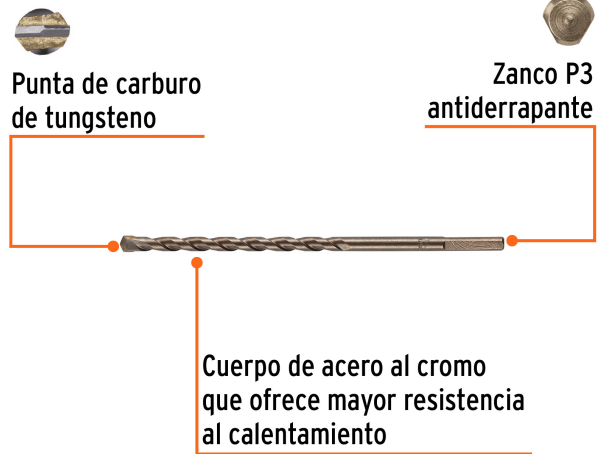 Punta de carburo
de tungsteno
Zanco P3
antiderrapante
Cuerpo de acero al cromo
que ofrece mayor resistencia
al calentamiento